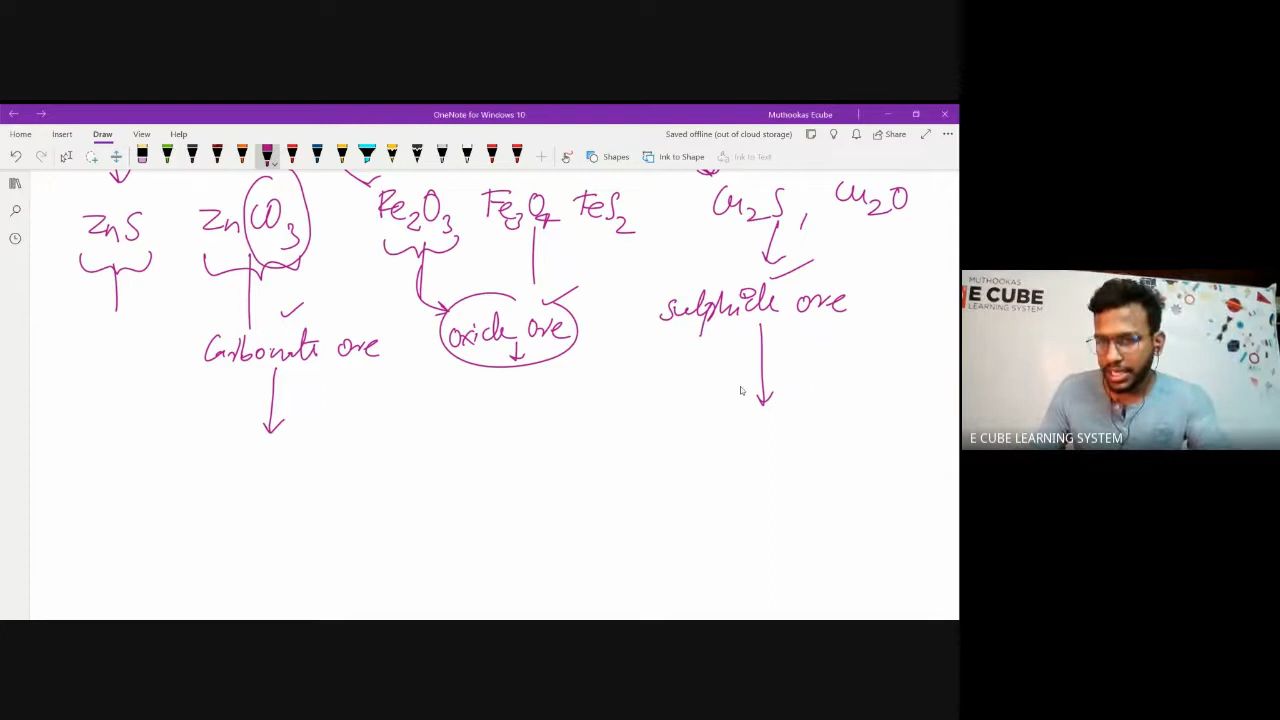 OneNote for Windows 10
Muthookas Ecube
Home Insert Draw View Help
Saved offline (out of cloud storage)
Share
Shapes
Ink to Shape
Ink to Text
ZnS ZnCO3 Fe2O3 Fe3O4 FeS2 Cu2S, Cu2O
sulphide ore
oxide ore
Carbonate ore
MUTHOOKAS
E CUBE
LEARNING SYSTEM
E CUBE LEARNING SYSTEM